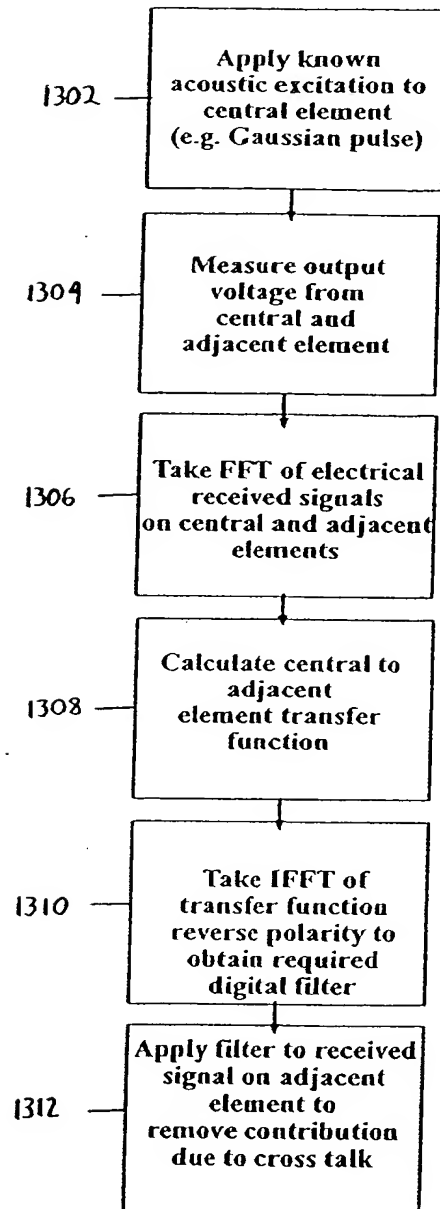 1302
Apply known
acoustic excitation to
central element
(e.g. Gaussian pulse)
1304
Measure output
voltage from
central and
adjacent element
1306
Take FFT of electrical
received signals
on central and adjacent
elements
1308
Calculate central to
adjacent
element transfer
function
1310
Take IFFT of
transfer function
reverse polarity to
obtain required
digital filter
1312
Apply filter to received
signal on adjacent
element to
remove contribution
due to cross talk